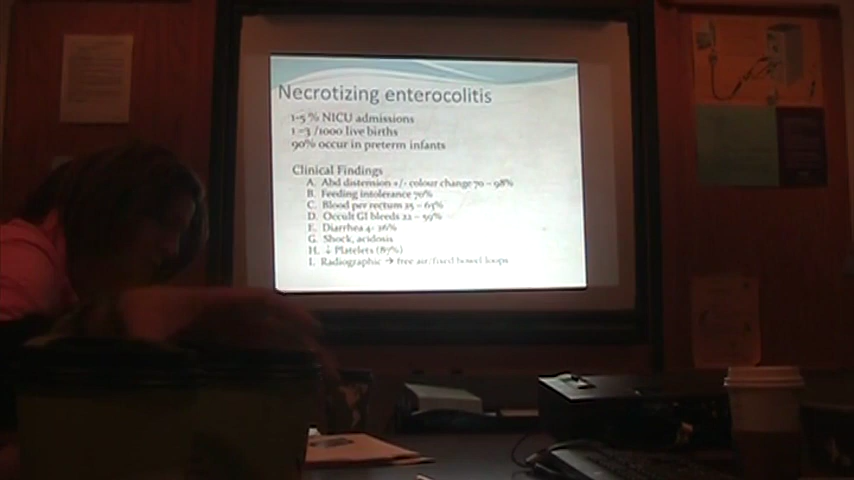 Necrotizing enterocolitis
1-5 % NICU admissions
1 –3 /1000 live births
90% occur in preterm infants
Clinical Findings
A. Abd distension +/- colour change 70 – 98%
B. Feeding intolerance 70%
C. Blood per rectum 25 – 63%
D. Occult GI bleeds 22 – 59%
E. Diarrhea 4- 26%
G. Shock, acidosis
H. ↓ Platelets (87%)
I. Radiographic → free air/fixed bowel loops